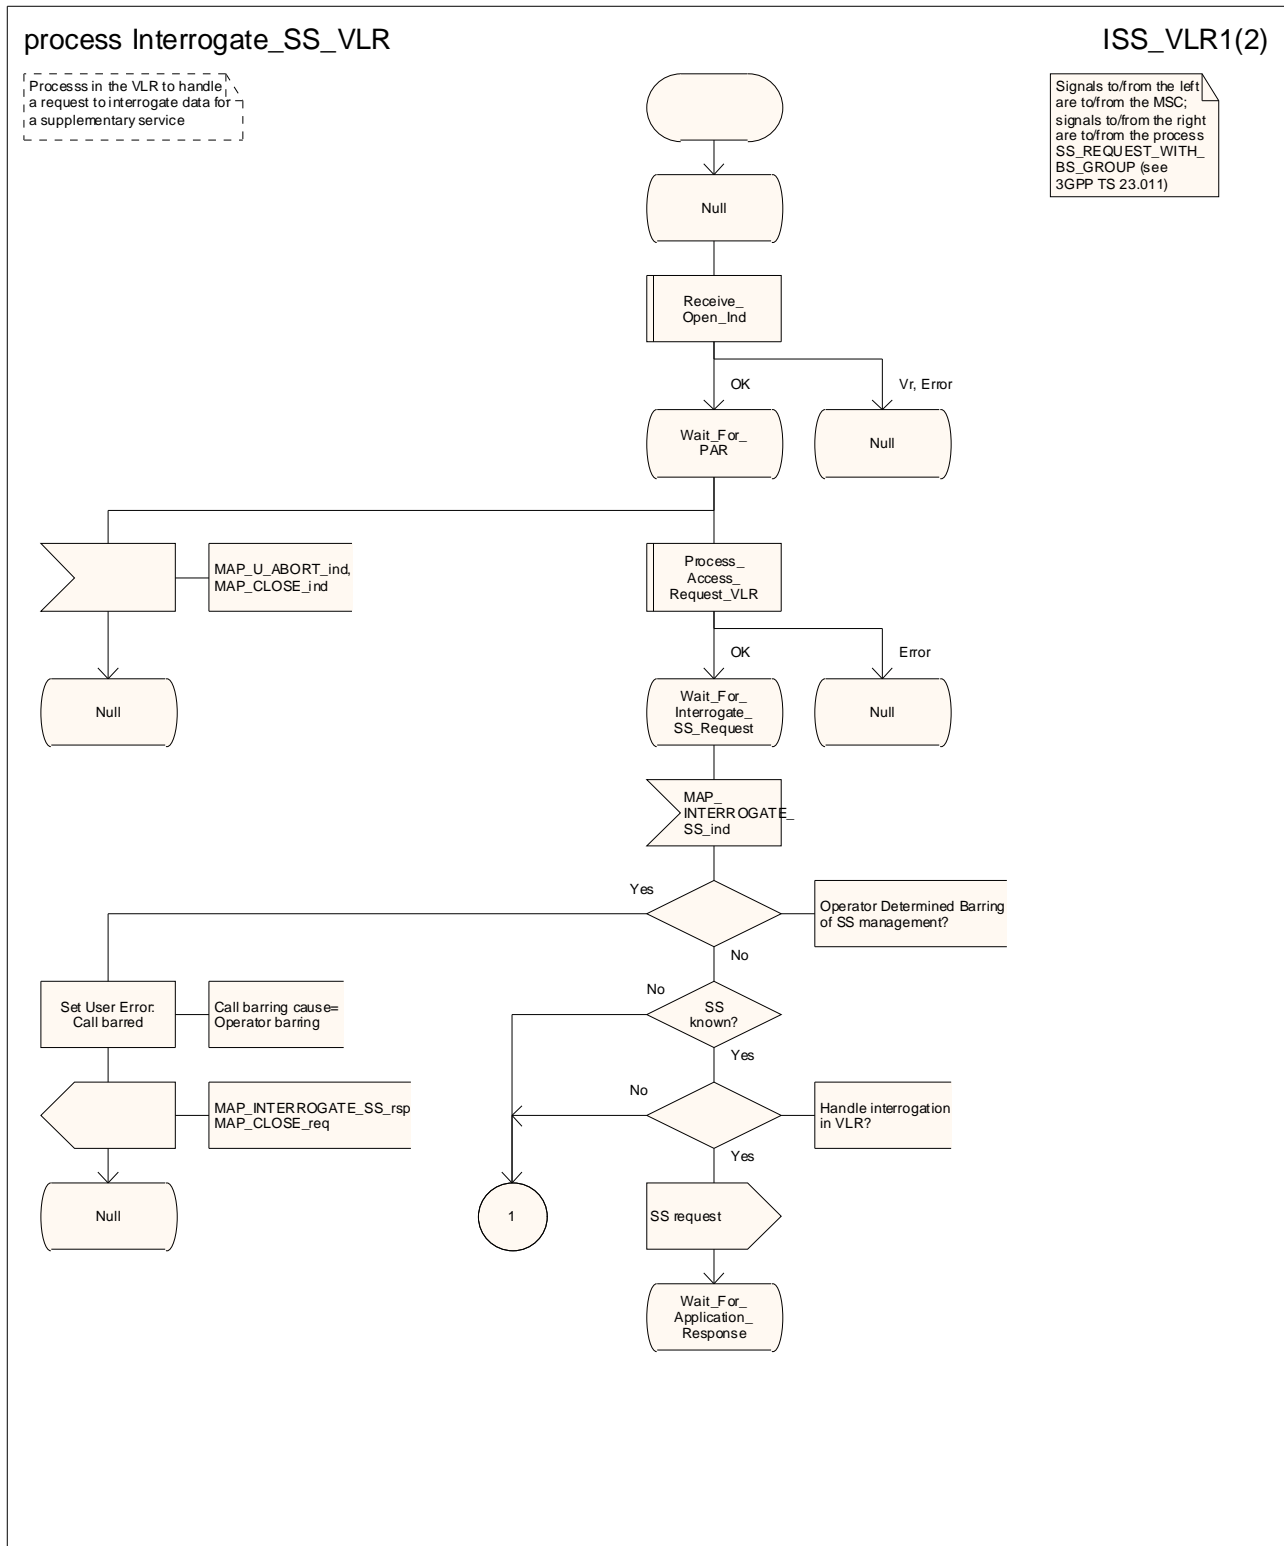 process Interrogate_SS_VLR
ISS_VLR1(2)
Processs in the VLR to handle
a request to interrogate data for
a supplementary service
Signals to/from the left
are to/from the MSC;
signals to/from the right
are to/from the process
SS_REQUEST_WITH_
BS_GROUP (see
3GPP TS 23.011)
Null
Receive_
Open_Ind
OK
Vr, Error
Wait_For_
PAR
Null
MAP_U_ABORT_ind,
MAP_CLOSE_ind
Process_
Access_
Request_VLR
OK
Error
Null
Wait_For_
Interrogate_
SS_Request
Null
MAP_
INTERROGATE_
SS_ind
Yes
Operator Determined Barring
of SS management?
No
Set User Error:
Call barred
Call barring cause=
Operator barring
No
SS
known?
Yes
MAP_INTERROGATE_SS_rsp
MAP_CLOSE_req
No
Handle interrogation
in VLR?
Yes
Null
1
SS request
Wait_For_
Application_
Response